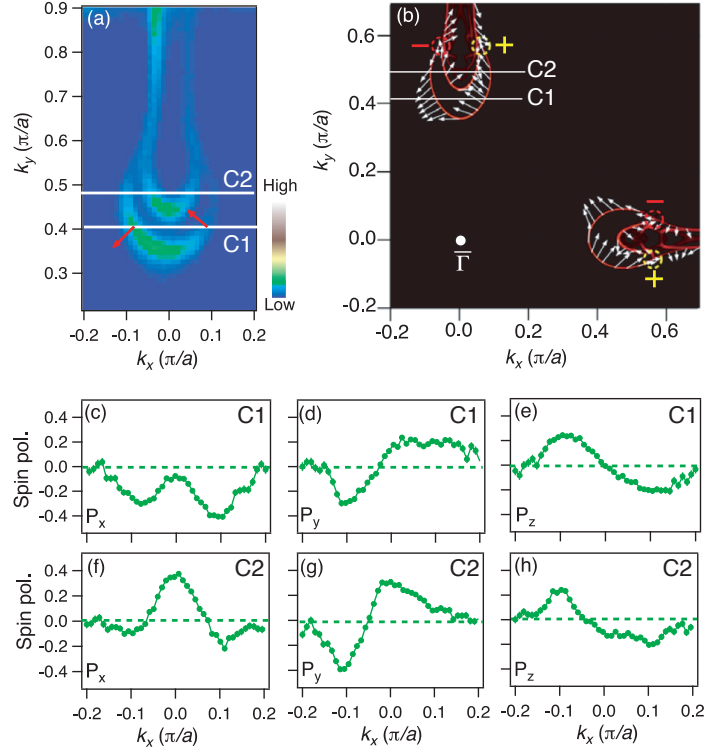 (a)
0.9
0.8
0.7
0.6
0.5
0.4
0.3
k_y (π/a)
C2
C1
High
Low
-0.2 -0.1 0.0 0.1 0.2
k_x (π/a)
(b)
− +
C2
C1
0.6
0.4
0.2
0.0
-0.2
k_y (π/a)
Γ̅
−
+
-0.2 0.0 0.2 0.4 0.6
k_x (π/a)
(c) C1
0.4
0.2
0.0
-0.2
-0.4
Spin pol.
P_x
(d) C1
P_y
(e) C1
P_z
(f) C2
0.4
0.2
0.0
-0.2
-0.4
Spin pol.
P_x
-0.2 -0.1 0.0 0.1 0.2
k_x (π/a)
(g) C2
P_y
-0.2 -0.1 0.0 0.1 0.2
k_x (π/a)
(h) C2
P_z
-0.2 -0.1 0.0 0.1 0.2
k_x (π/a)